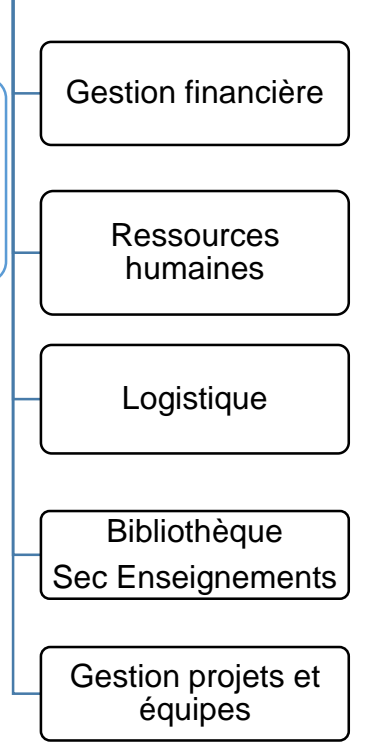 Gestion financière
Ressources
humaines
Logistique
Bibliothèque
Sec Enseignements
Gestion projets et
équipes